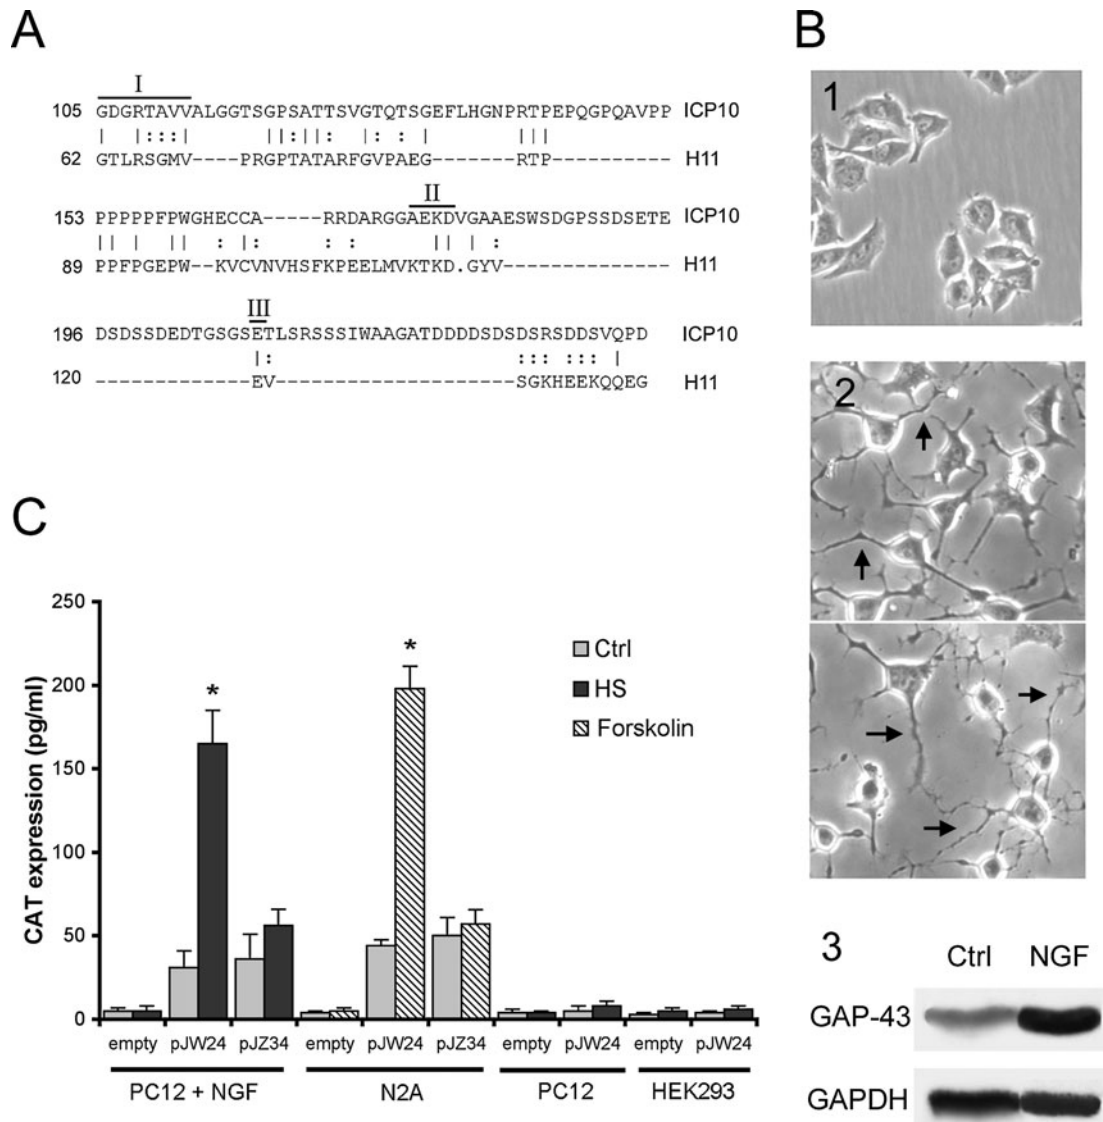 A
I
105 GDGRTAVVALGGTSGPSATTSVGTQTSGEFLHGNPRTPEPQGPQAVPP ICP10
62 GTLRSGMV----PRGPTATARFGVPAEG-------RTP---------- H11
II
153 PPPPPPFPWGHECCA-----RRDARGGAEKDVGAAESWSDGPSSDSETE ICP10
89 PPFPGEPW--KVCVNVHSFKPEELMVKTKD.GYV-------------- H11
III
196 DSDSSDEDTGSGSETLSRSSSIWAAGATDDDDSDSDSRSDDSVQPD ICP10
120 -------------EV--------------------SGKHEEKQQEG H11
B
1
2
3
Ctrl NGF
GAP-43
GAPDH
C
CAT expression (pg/ml)
250
200
150
100
50
0
* *
Ctrl
HS
Forskolin
empty pJW24 pJZ34 empty pJW24 pJZ34 empty pJW24 empty pJW24
PC12 + NGF N2A PC12 HEK293